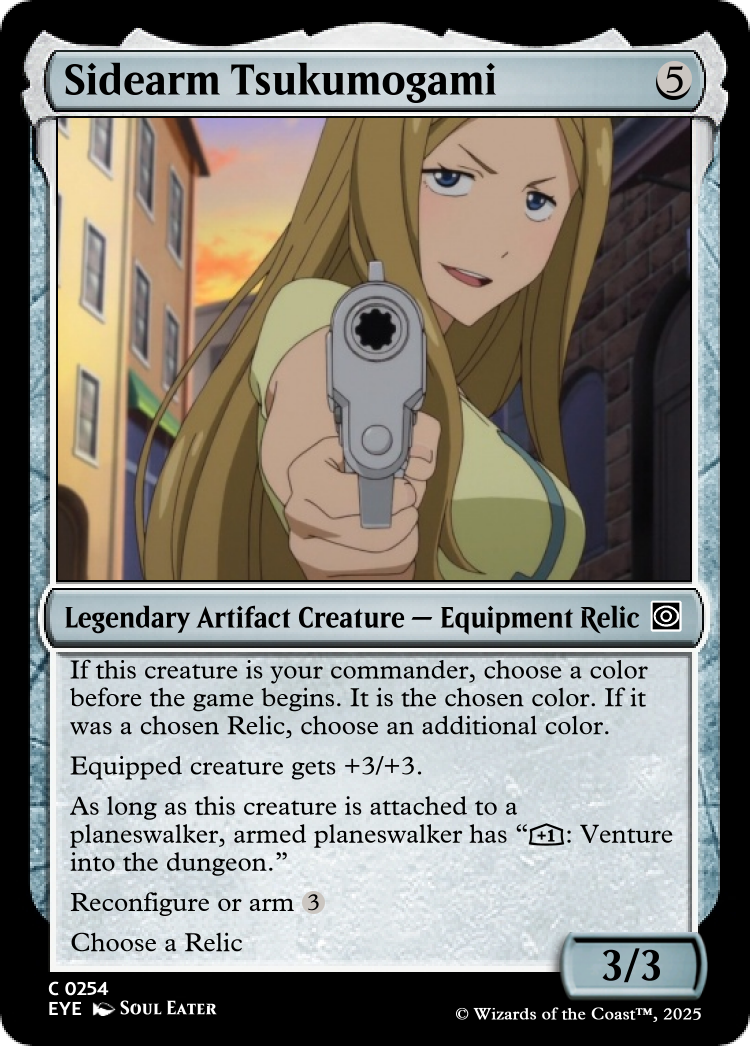 Sidearm Tsukumogami 5
Legendary Artifact Creature — Equipment Relic
If this creature is your commander, choose a color
before the game begins. It is the chosen color. If it
was a chosen Relic, choose an additional color.
Equipped creature gets +3/+3.
As long as this creature is attached to a
planeswalker, armed planeswalker has “+1: Venture
into the dungeon.”
Reconfigure or arm 3
Choose a Relic
3/3
C 0254
EYE Soul Eater
© Wizards of the Coast™, 2025